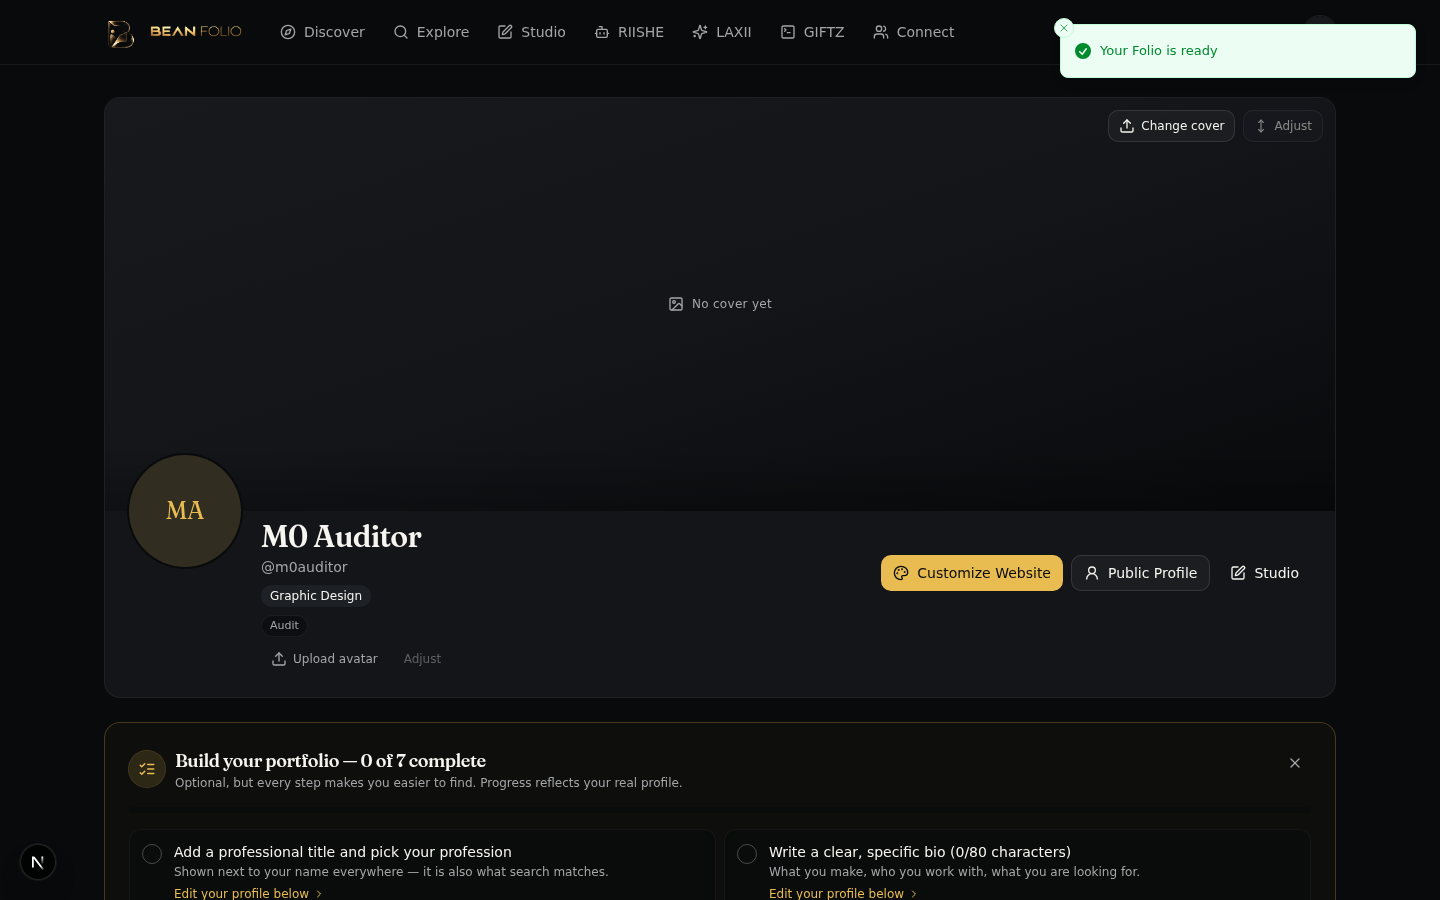 BEAN FOLIO
Discover
Explore
Studio
RIISHE
LAXII
GIFTZ
Connect
Your Folio is ready
Change cover
Adjust
No cover yet
MA
M0 Auditor
@m0auditor
Graphic Design
Audit
Upload avatar
Adjust
Customize Website
Public Profile
Studio
Build your portfolio — 0 of 7 complete
Optional, but every step makes you easier to find. Progress reflects your real profile.
Add a professional title and pick your profession
Shown next to your name everywhere — it is also what search matches.
Edit your profile below
Write a clear, specific bio (0/80 characters)
What you make, who you work with, what you are looking for.
Edit your profile below
N